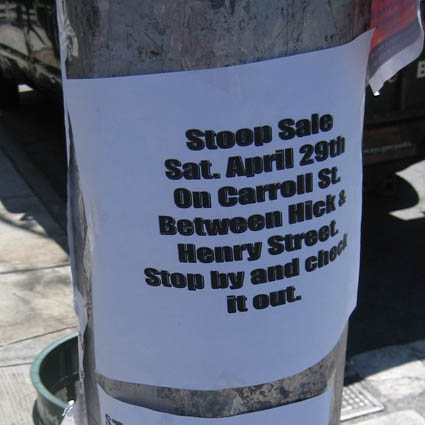 Stoop Sale
Sat. April 29th
On Carroll St.
Between Hick &
Henry Street.
Stop by and check
it out.